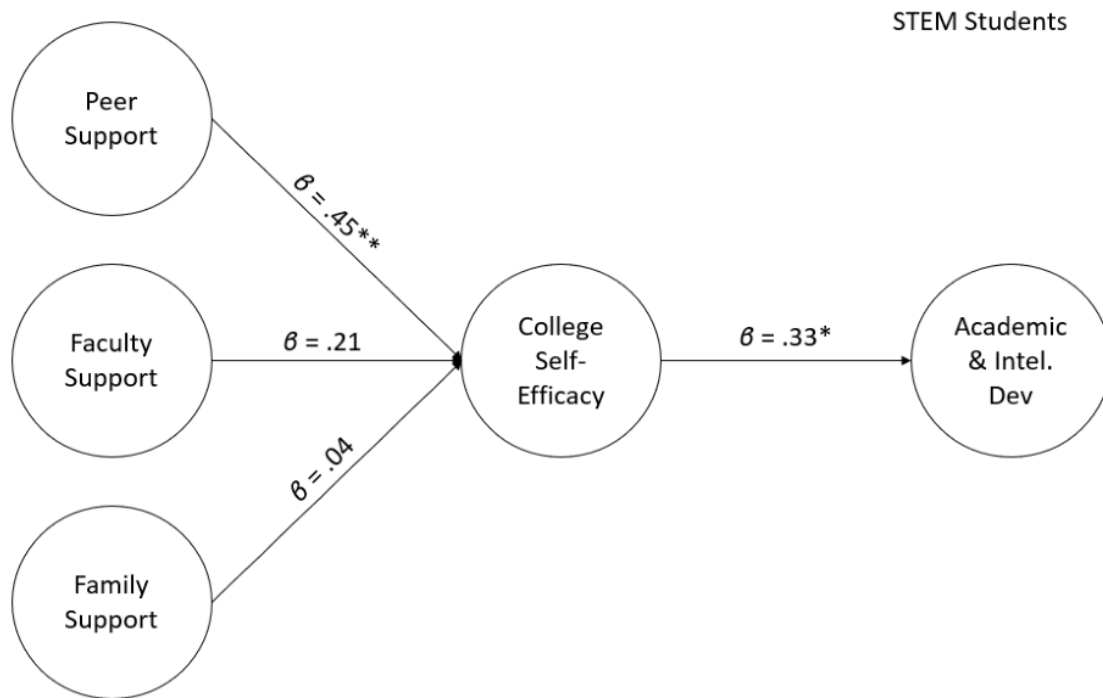 STEM Students
Peer
Support
β = .45**
Faculty
Support
β = .21
College
Self-
Efficacy
β = .33*
Academic
& Intel.
Dev
β = .04
Family
Support